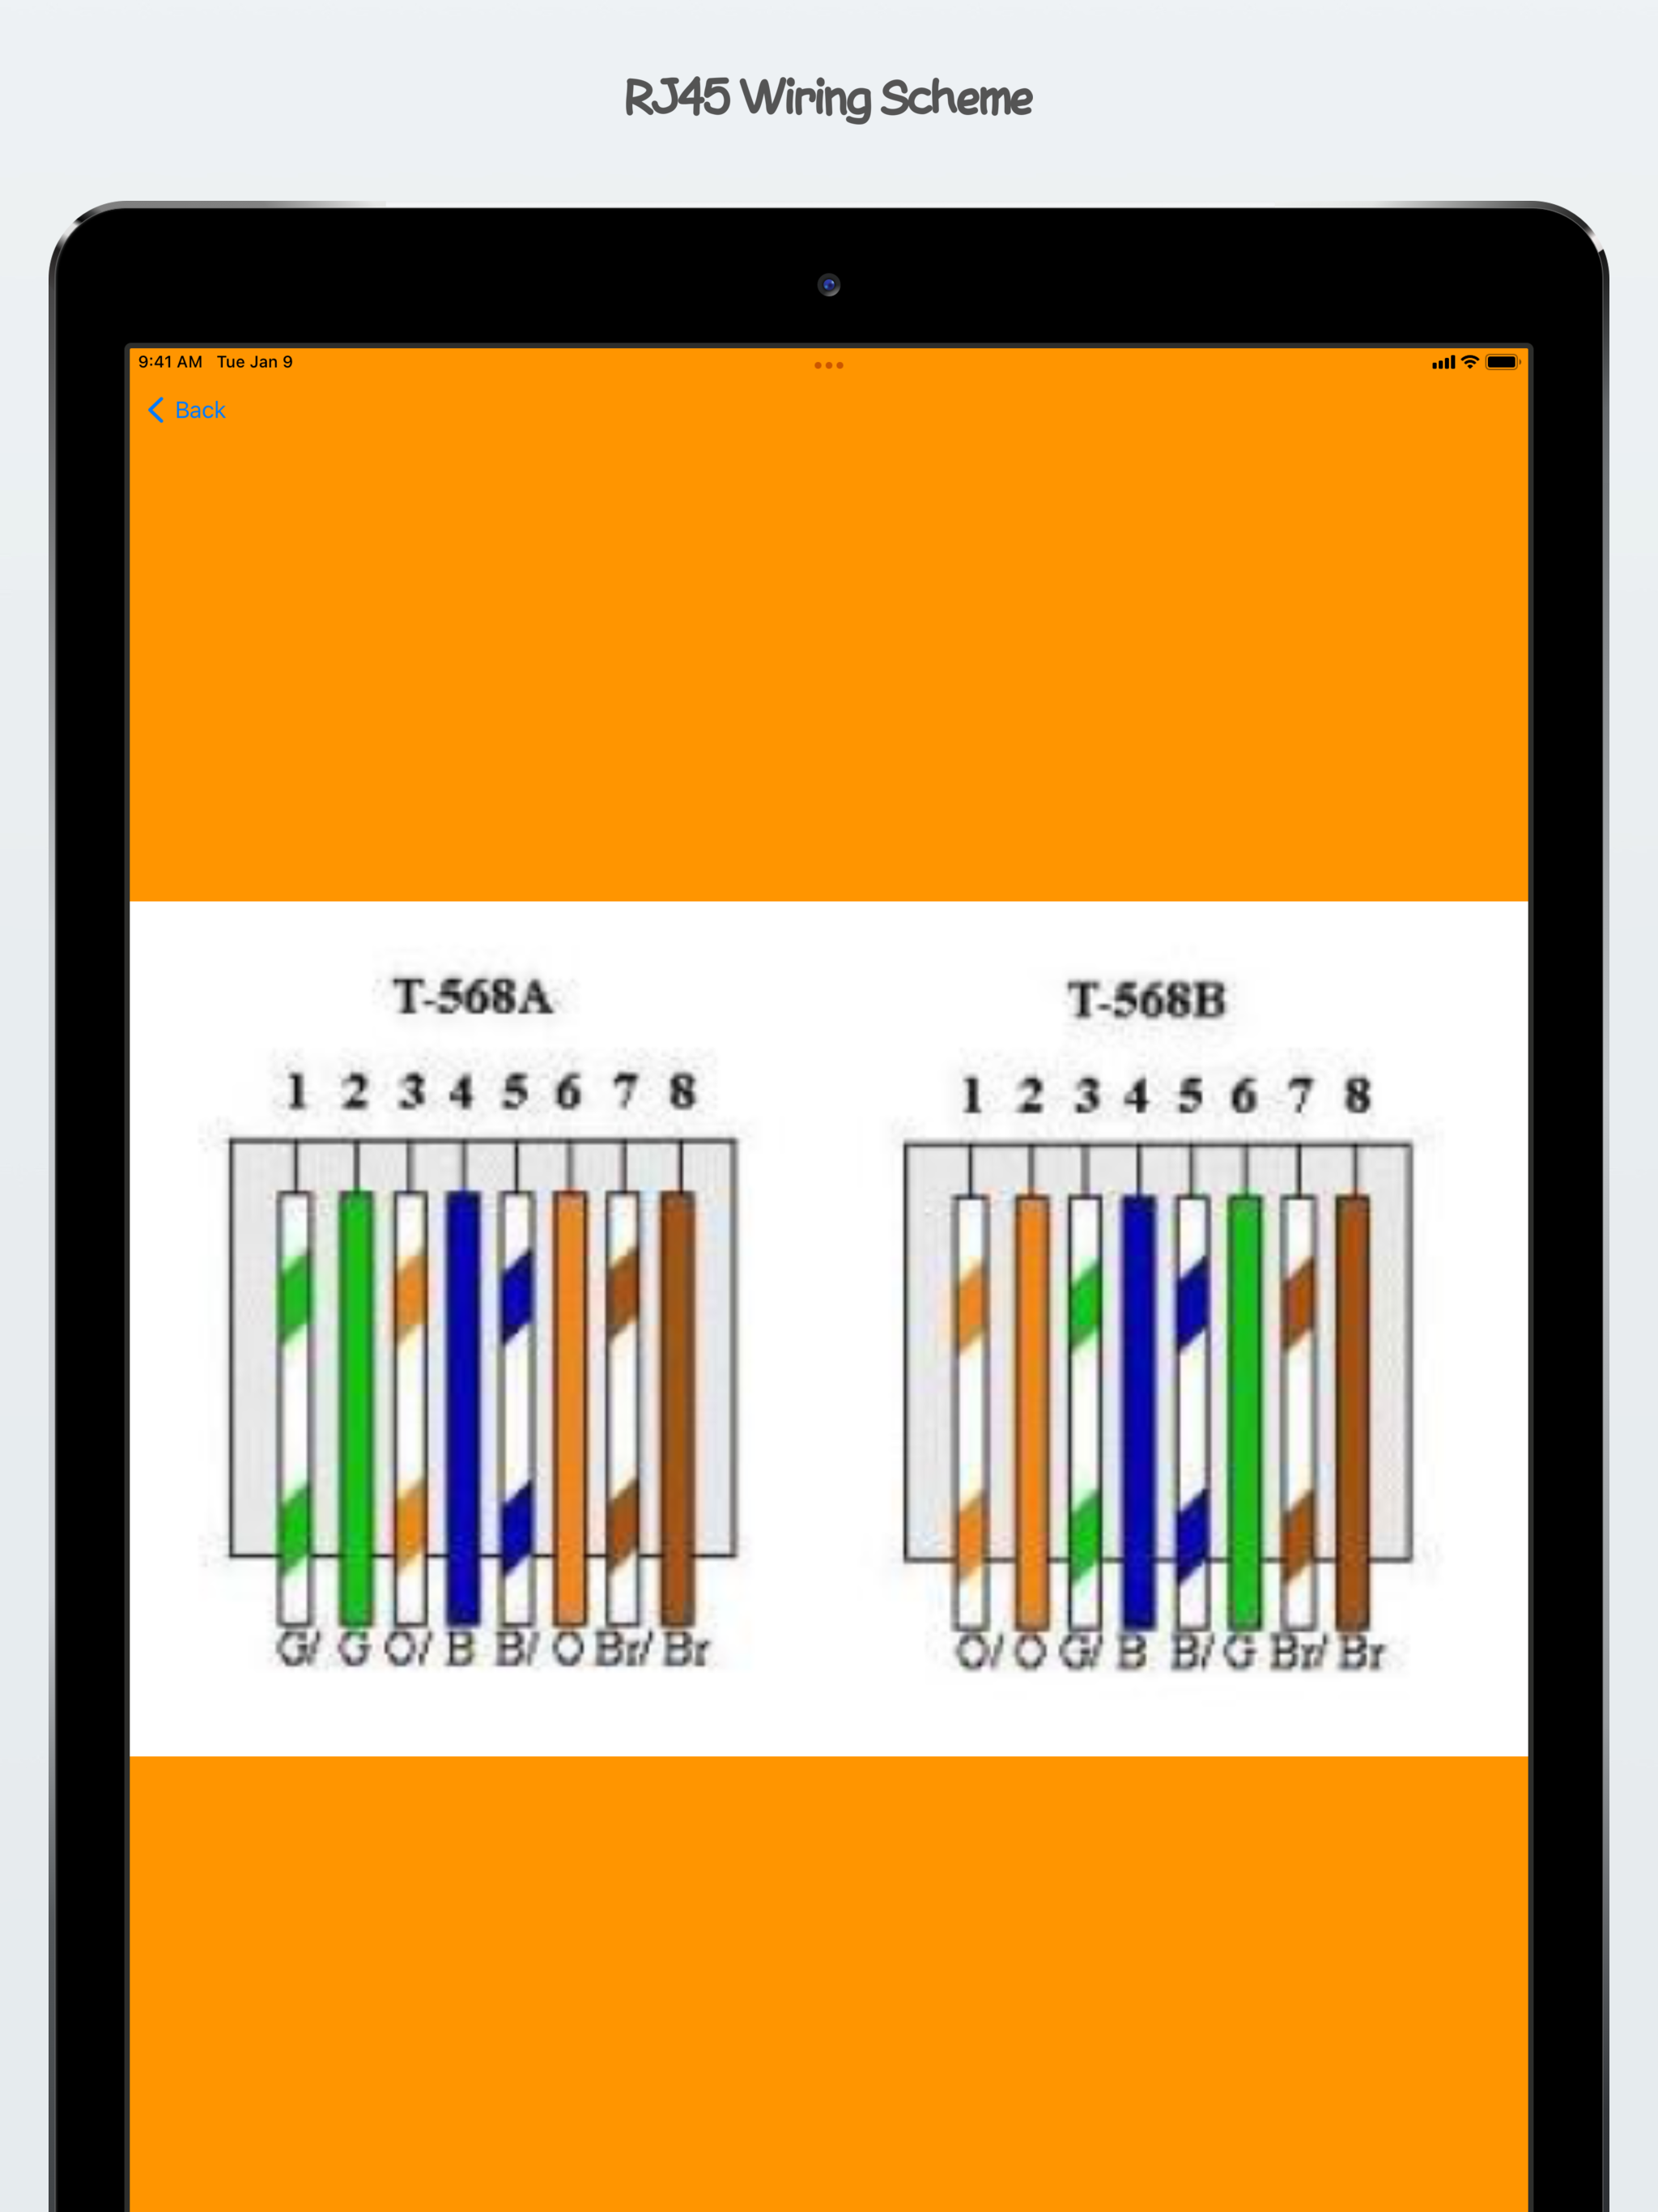 RJ45 Wiring Scheme
9:41 AM Tue Jan 9
Back
T-568A
1 2 3 4 5 6 7 8
G/ G O/ B B/ O Br/ Br
T-568B
1 2 3 4 5 6 7 8
O/ O G/ B B/ G Br/ Br